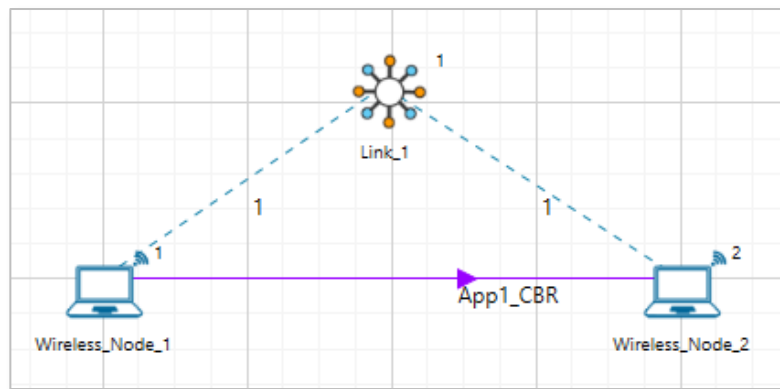 1
Link_1
1
1
1
2
App1_CBR
Wireless_Node_1
Wireless_Node_2